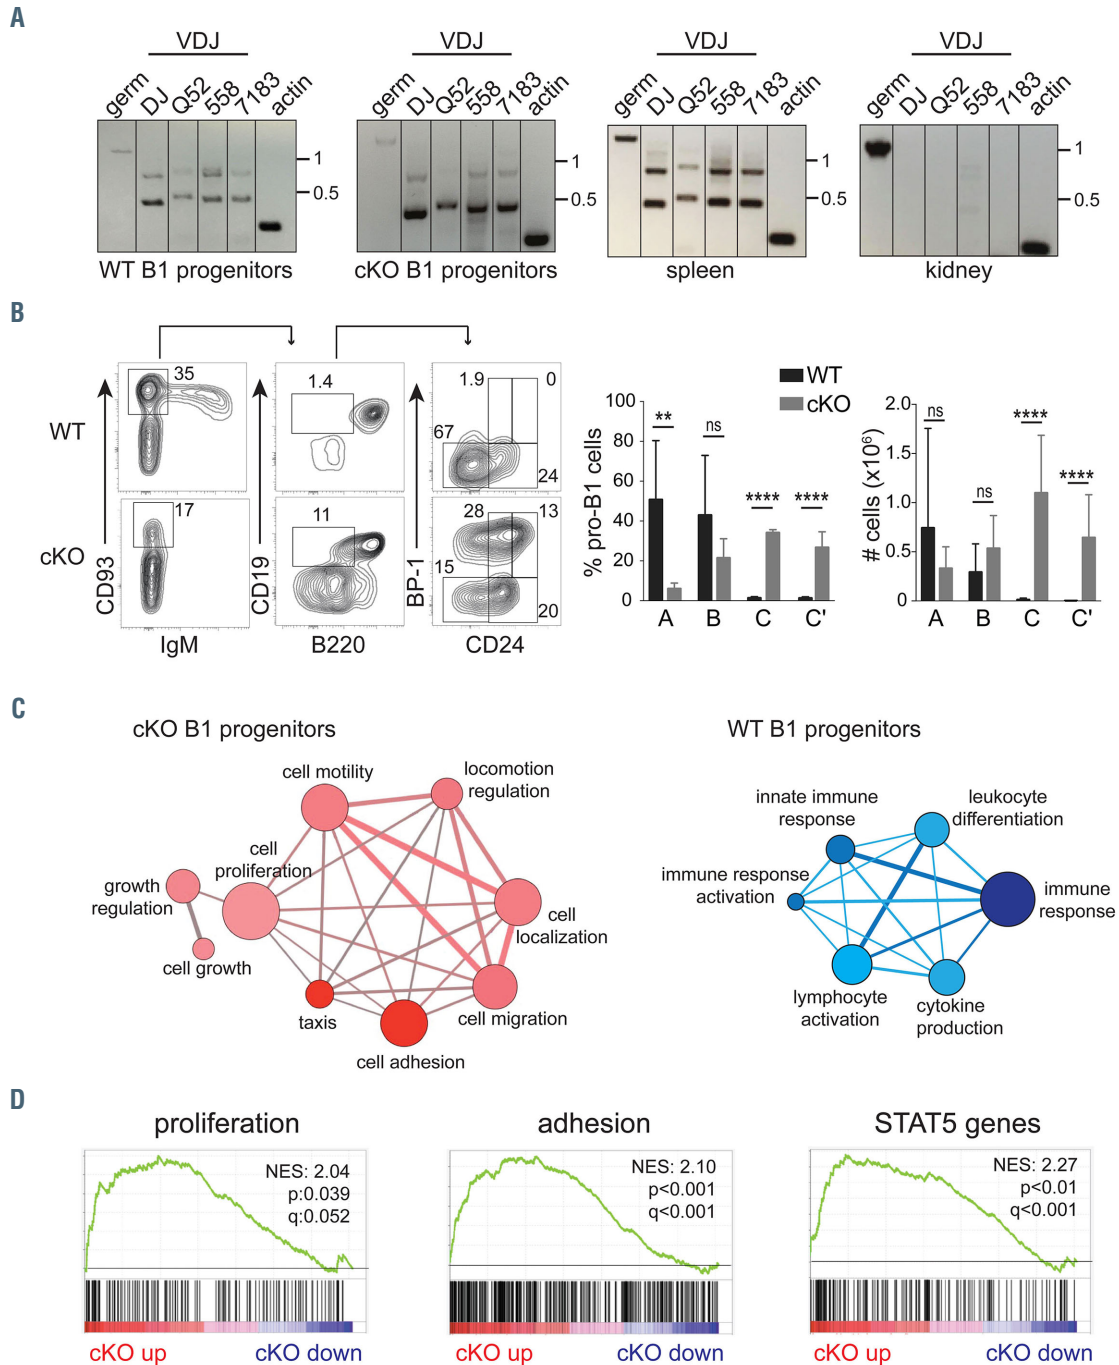 A
VDJ
germ DJ Q52 558 7183 actin
1
0.5
WT B1 progenitors
VDJ
germ DJ Q52 558 7183 actin
1
0.5
cKO B1 progenitors
VDJ
germ DJ Q52 558 7183 actin
1
0.5
spleen
VDJ
germ DJ Q52 558 7183 actin
1
0.5
kidney
B
WT
35
1.4
1.9
0
67
24
cKO
17
11
28
13
15
20
CD93
IgM
CD19
B220
BP-1
CD24
WT
cKO
% pro-B1 cells
100
80
60
40
20
0
**
ns
****
****
A B C C'
# cells (x10⁶)
2.0
1.5
1.0
0.5
0
ns
ns
****
****
A B C C'
C
cKO B1 progenitors
cell motility
locomotion
regulation
cell
proliferation
growth
regulation
cell growth
cell
localization
taxis
cell migration
cell adhesion
WT B1 progenitors
innate immune
response
leukocyte
differentiation
immune response
activation
immune
response
lymphocyte
activation
cytokine
production
D
proliferation
NES: 2.04
p:0.039
q:0.052
cKO up
cKO down
adhesion
NES: 2.10
p<0.001
q<0.001
cKO up
cKO down
STAT5 genes
NES: 2.27
p<0.01
q<0.001
cKO up
cKO down